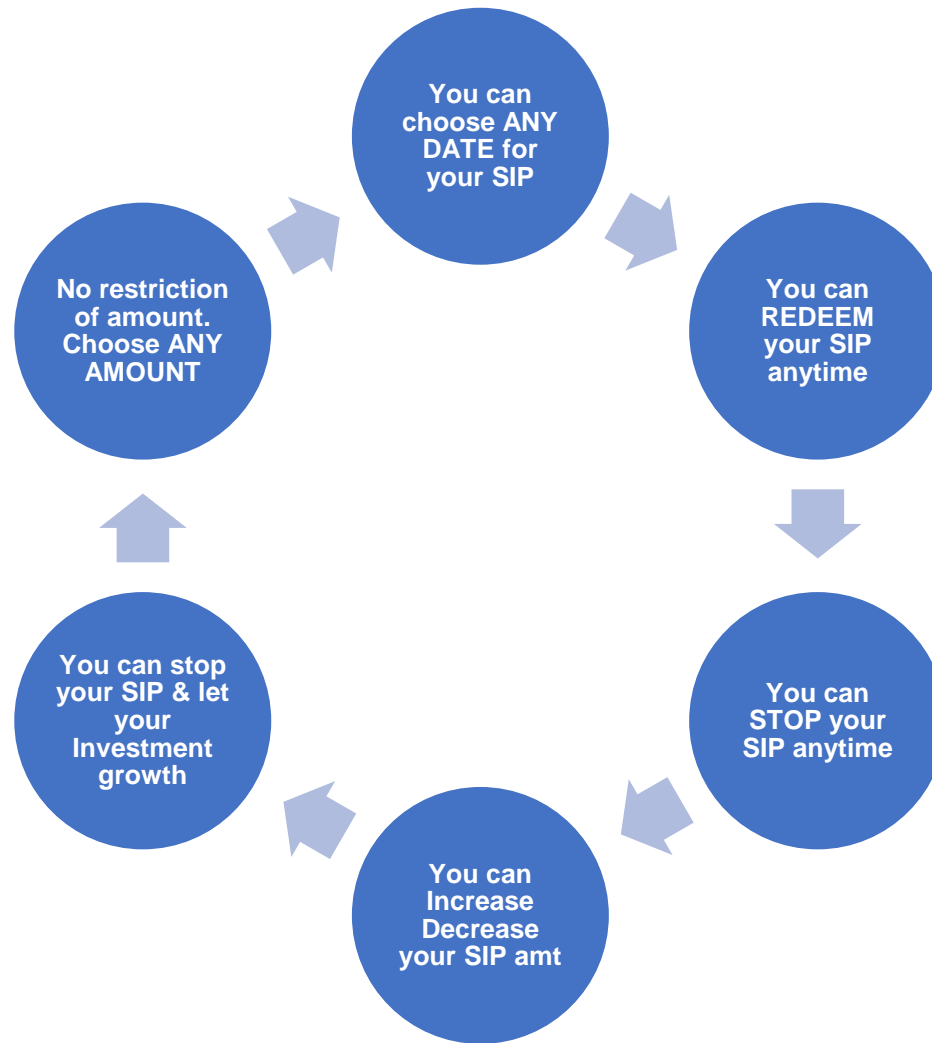 You can
choose ANY
DATE for
your SIP
You can
REDEEM
your SIP
anytime
You can
STOP your
SIP anytime
You can
Increase
Decrease
your SIP amt
You can stop
your SIP & let
your
Investment
growth
No restriction
of amount.
Choose ANY
AMOUNT